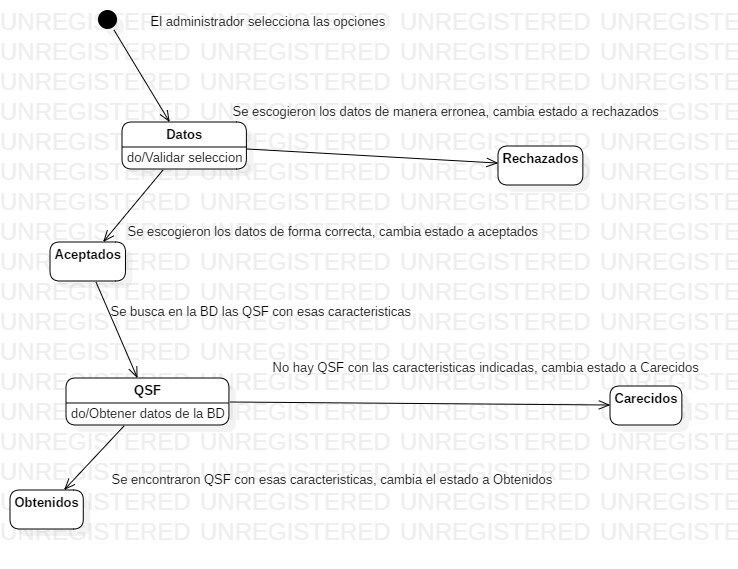 El administrador selecciona las opciones
Se escogieron los datos de manera erronea, cambia estado a rechazados
Datos
do/Validar seleccion
Rechazados
Se escogieron los datos de forma correcta, cambia estado a aceptados
Aceptados
Se busca en la BD las QSF con esas caracteristicas
No hay QSF con las caracteristicas indicadas, cambia estado a Carecidos
QSF
do/Obtener datos de la BD
Carecidos
Se encontraron QSF con esas caracteristicas, cambia el estado a Obtenidos
Obtenidos
UNREGISTERED